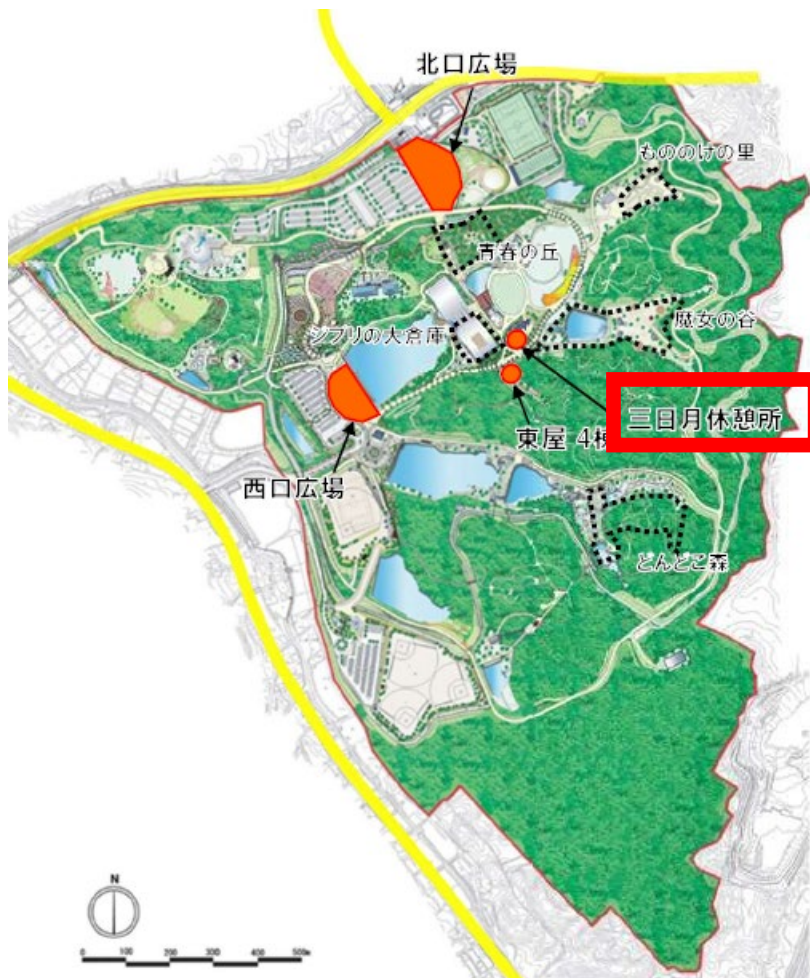 北口広場
もののけの里
青春の丘
魔女の谷
ジブリの大倉庫
三日月休憩所
東屋 4棟
西口広場
どんどこ森
N
0 100 200 300 400 500m